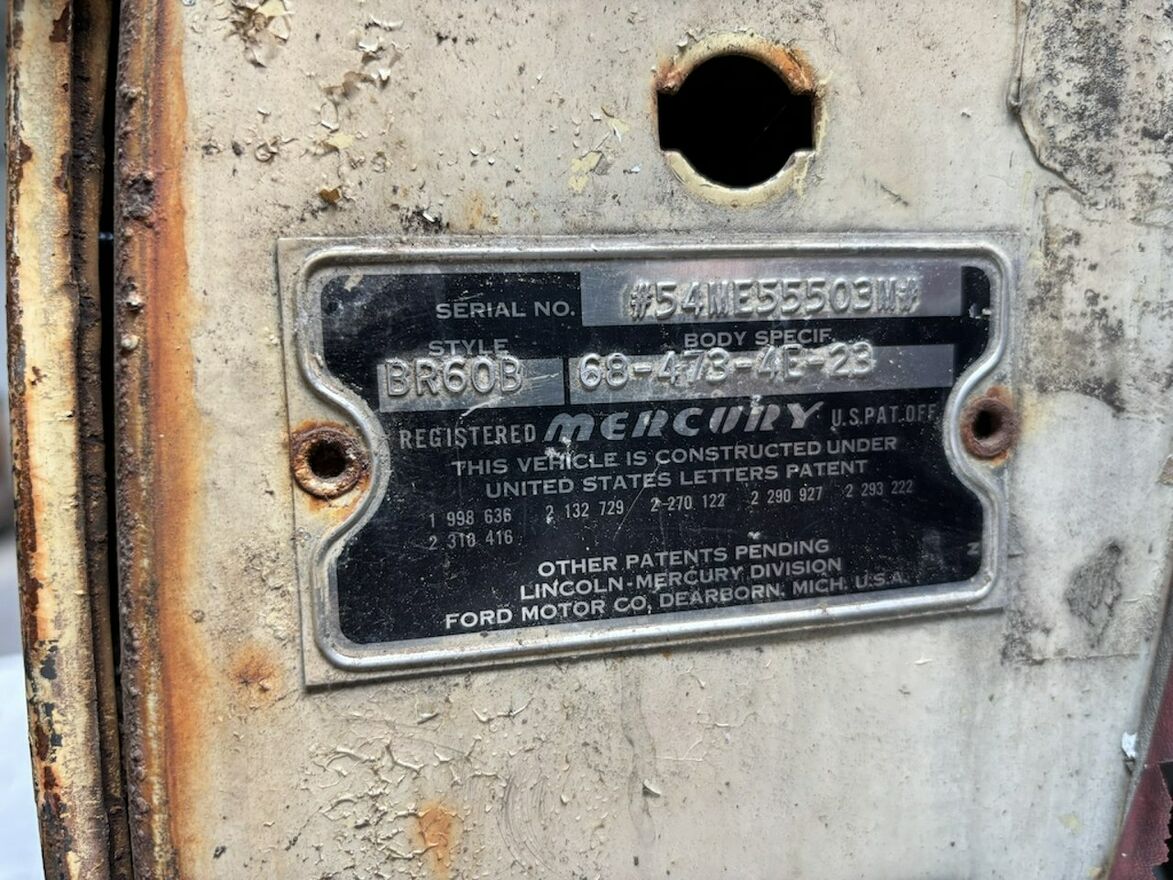 SERIAL NO. #54ME55503M#
STYLE BODY SPECIF.
BR60B 68-473-4E-23
REGISTERED MERCURY U.S.PAT.OFF.
THIS VEHICLE IS CONSTRUCTED UNDER
UNITED STATES LETTERS PATENT
1 998 636 2 132 729 2 270 122 2 290 927 2 293 222
2 318 416
OTHER PATENTS PENDING
LINCOLN-MERCURY DIVISION
FORD MOTOR CO. DEARBORN, MICH. U.S.A.